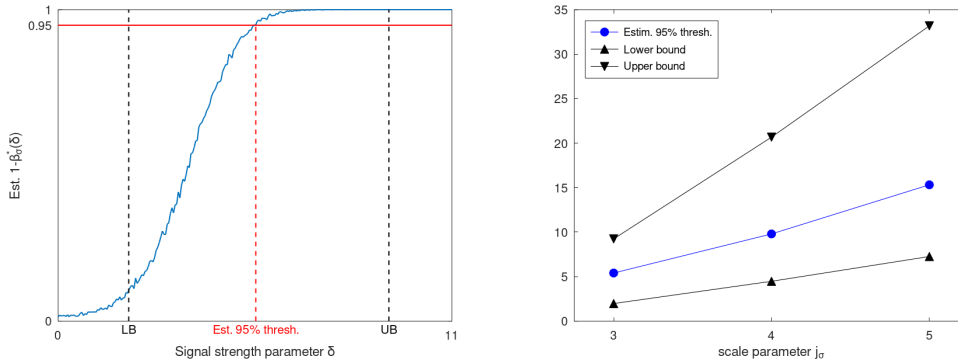 1
0.95
Est. 1-β*σ(δ)
0
0
LB
Est. 95% thresh.
UB
11
Signal strength parameter δ
35
30
25
20
15
10
5
0
Estim. 95% thresh.
Lower bound
Upper bound
3
4
5
scale parameter jσ